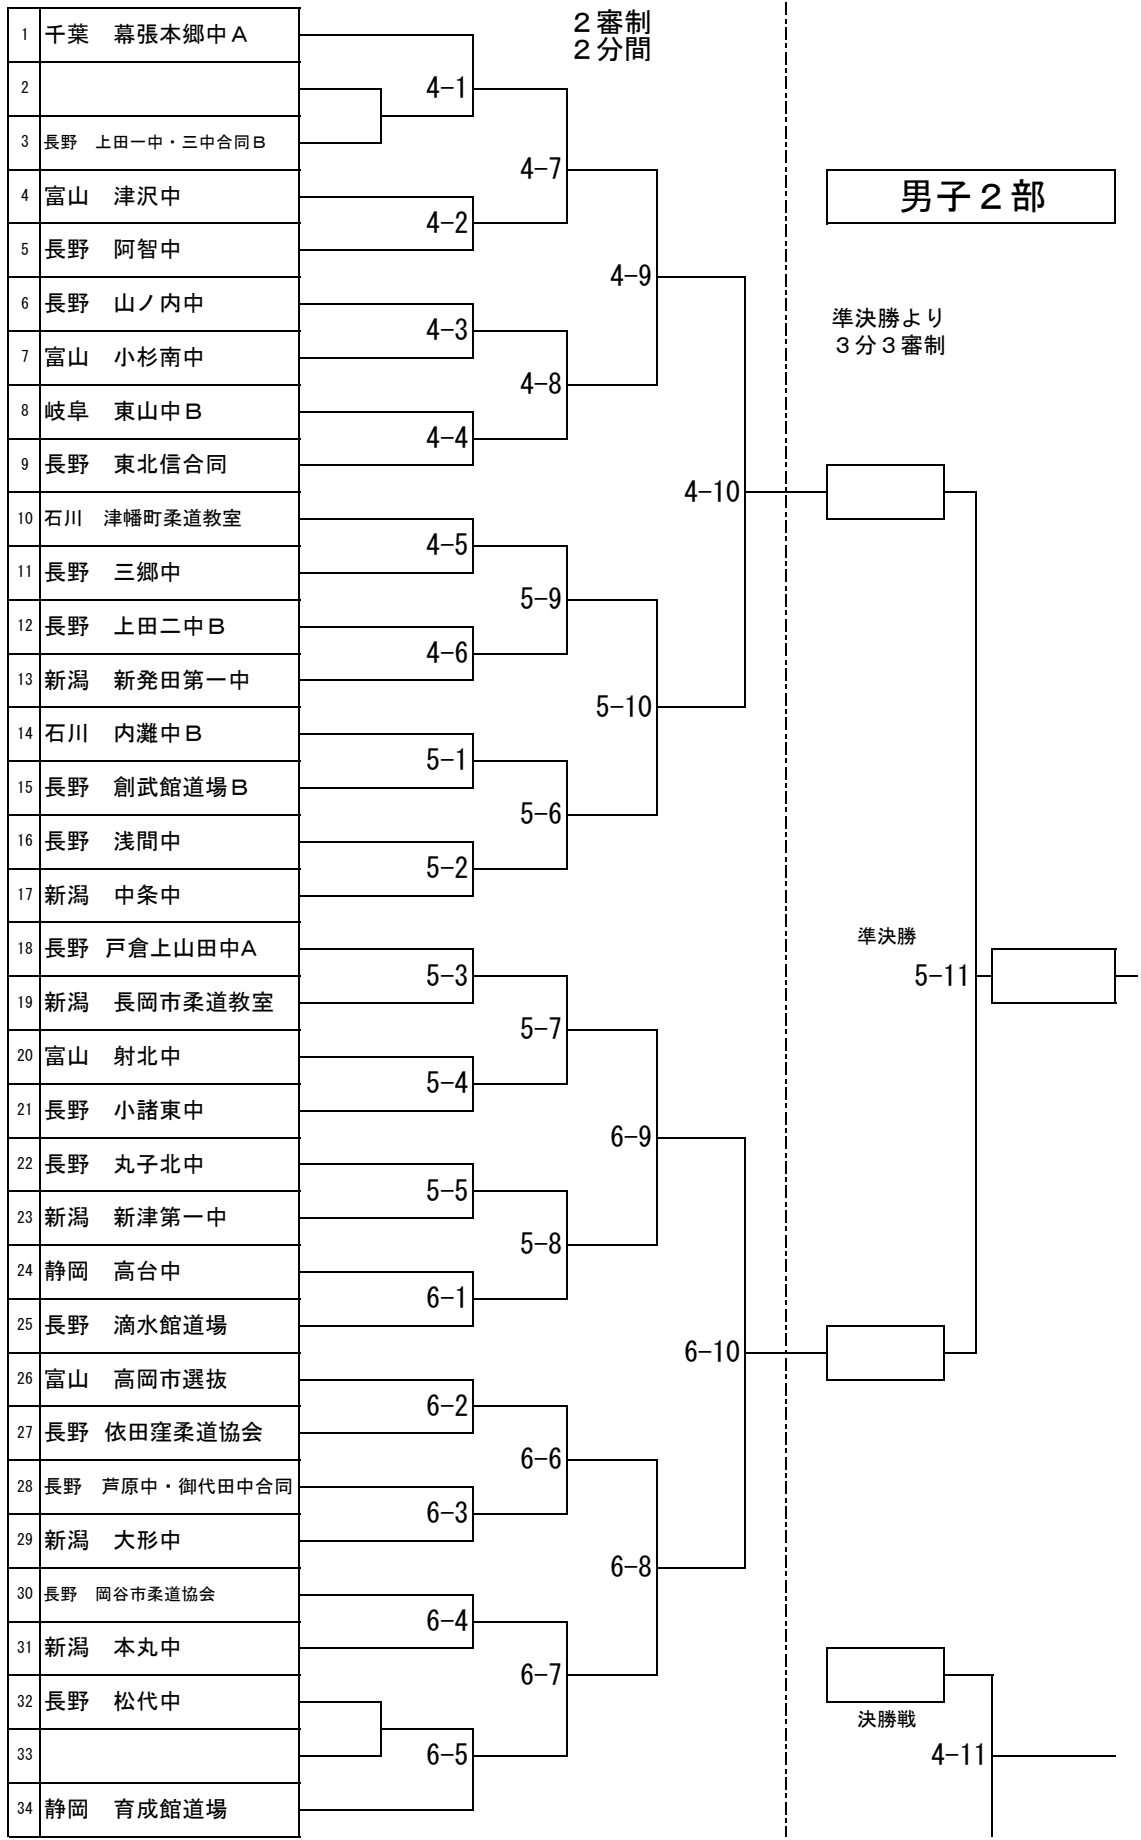 1 千葉　幕張本郷中Ａ
2
3 長野　上田一中・三中合同Ｂ
4 富山　津沢中
5 長野　阿智中
6 長野　山ノ内中
7 富山　小杉南中
8 岐阜　東山中Ｂ
9 長野　東北信合同
10 石川　津幡町柔道教室
11 長野　三郷中
12 長野　上田二中Ｂ
13 新潟　新発田第一中
14 石川　内灘中Ｂ
15 長野　創武館道場Ｂ
16 長野　浅間中
17 新潟　中条中
18 長野　戸倉上山田中A
19 新潟　長岡市柔道教室
20 富山　射北中
21 長野　小諸東中
22 長野　丸子北中
23 新潟　新津第一中
24 静岡　高台中
25 長野　滴水館道場
26 富山　高岡市選抜
27 長野　依田窪柔道協会
28 長野　芦原中・御代田中合同
29 新潟　大形中
30 長野　岡谷市柔道協会
31 新潟　本丸中
32 長野　松代中
33
34 静岡　育成館道場
4-1
4-2
4-3
4-4
4-5
4-6
5-1
5-2
5-3
5-4
5-5
6-1
6-2
6-3
6-4
6-5
4-7
4-8
5-9
5-6
5-7
5-8
6-6
6-7
4-9
5-10
6-9
6-8
4-10
6-10
２審制
２分間
男子２部
準決勝より
３分３審制
準決勝
5-11
決勝戦
4-11